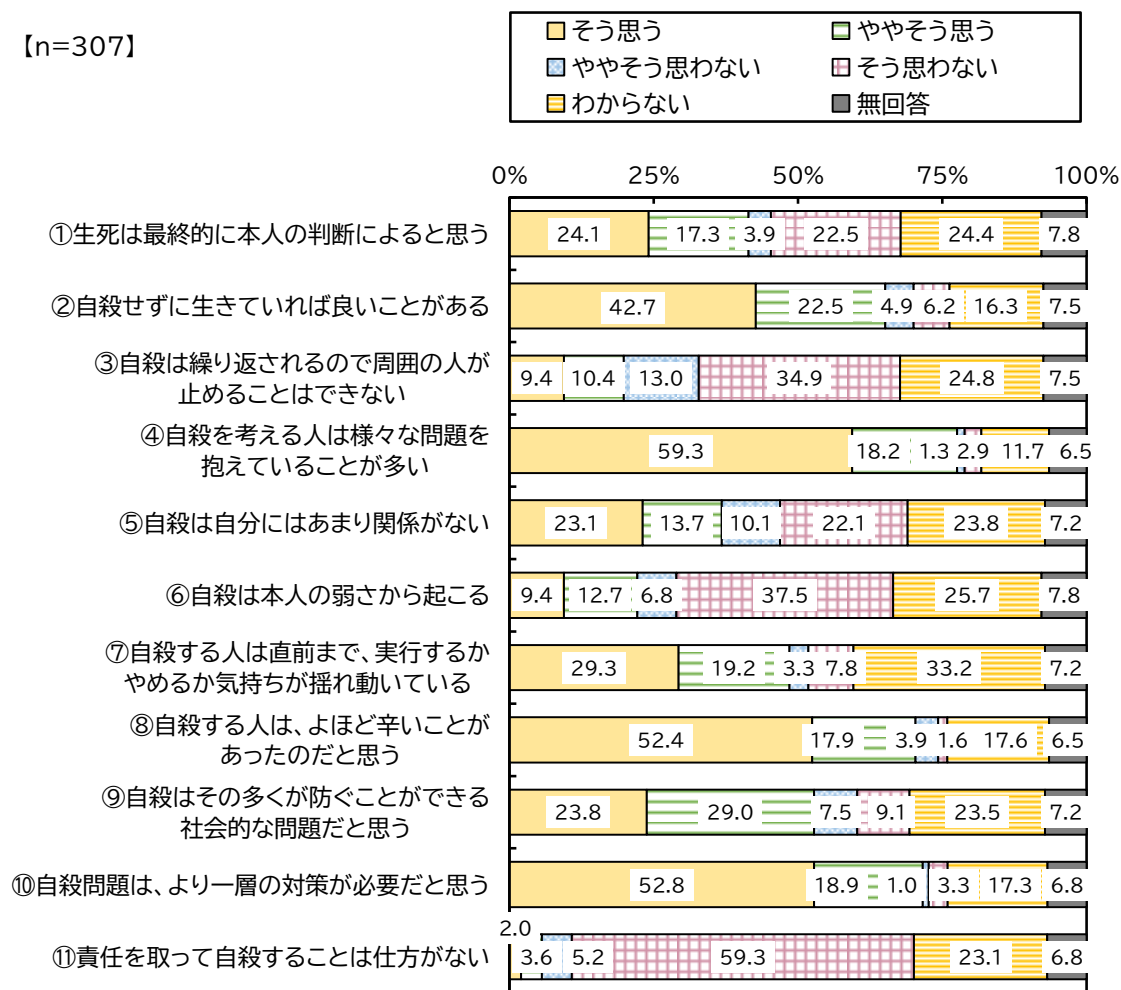 【n=307】
そう思う ややそう思う
ややそう思わない そう思わない
わからない 無回答
0% 25% 50% 75% 100%
①生死は最終的に本人の判断によると思う 24.1 17.3 3.9 22.5 24.4 7.8
②自殺せずに生きていれば良いことがある 42.7 22.5 4.9 6.2 16.3 7.5
③自殺は繰り返されるので周囲の人が
止めることはできない 9.4 10.4 13.0 34.9 24.8 7.5
④自殺を考える人は様々な問題を
抱えていることが多い 59.3 18.2 1.3 2.9 11.7 6.5
⑤自殺は自分にはあまり関係がない 23.1 13.7 10.1 22.1 23.8 7.2
⑥自殺は本人の弱さから起こる 9.4 12.7 6.8 37.5 25.7 7.8
⑦自殺する人は直前まで、実行するか
やめるか気持ちが揺れ動いている 29.3 19.2 3.3 7.8 33.2 7.2
⑧自殺する人は、よほど辛いことが
あったのだと思う 52.4 17.9 3.9 1.6 17.6 6.5
⑨自殺はその多くが防ぐことができる
社会的な問題だと思う 23.8 29.0 7.5 9.1 23.5 7.2
⑩自殺問題は、より一層の対策が必要だと思う 52.8 18.9 1.0 3.3 17.3 6.8
⑪責任を取って自殺することは仕方がない 2.0 3.6 5.2 59.3 23.1 6.8